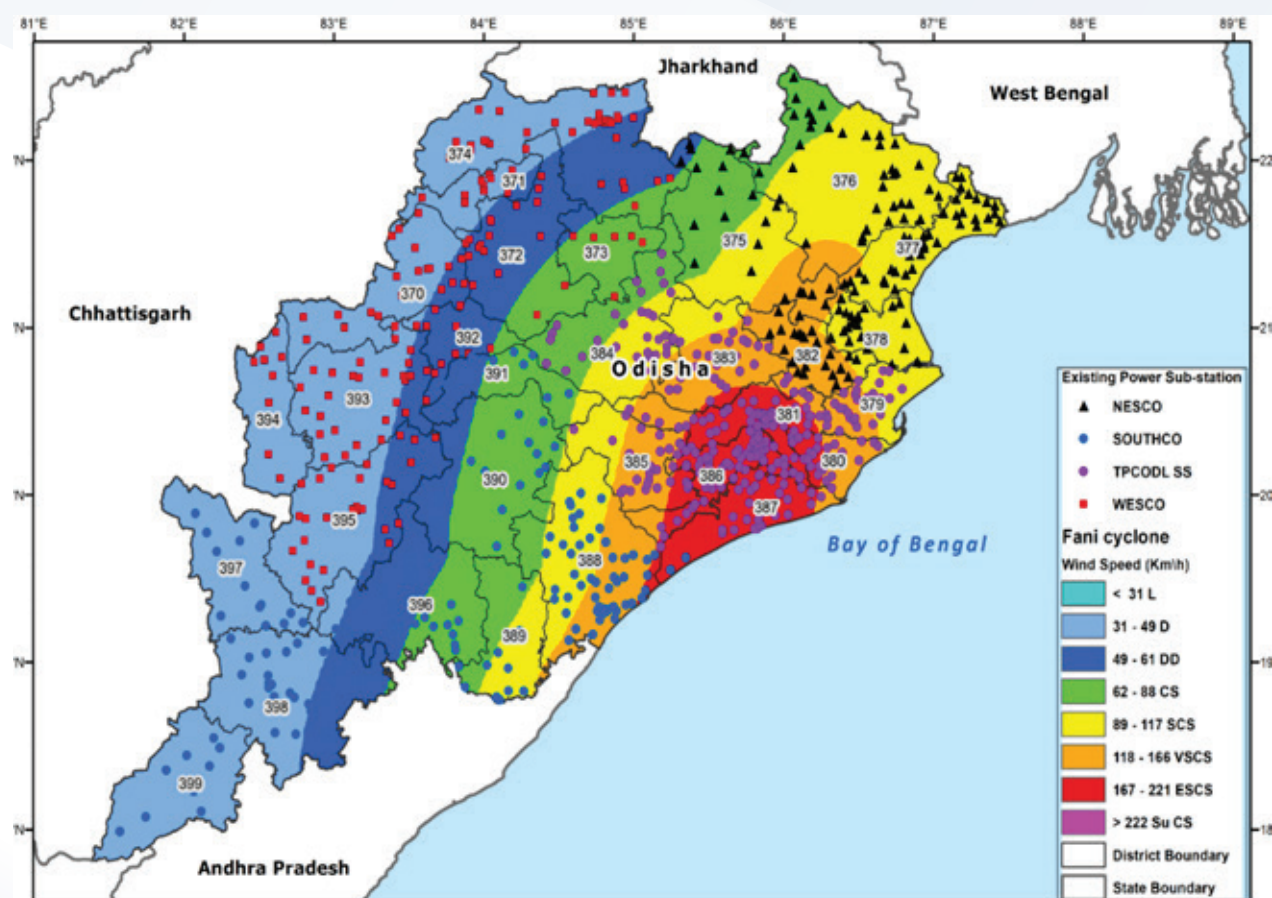 81°E 82°E 83°E 84°E 85°E 86°E 87°E 88°E 89°E
Jharkhand
West Bengal
Chhattisgarh
Odisha
Bay of Bengal
Andhra Pradesh
374
371
376
375
377
373
372
370
392
378
384
383
382
391
393
394
379
381
385
380
386
390
387
395
388
397
396
389
398
399
Existing Power Sub-station
NESCO
SOUTHCO
TPCODL SS
WESCO
Fani cyclone
Wind Speed (Km\h)
< 31 L
31 - 49 D
49 - 61 DD
62 - 88 CS
89 - 117 SCS
118 - 166 VSCS
167 - 221 ESCS
> 222 Su CS
District Boundary
State Boundary